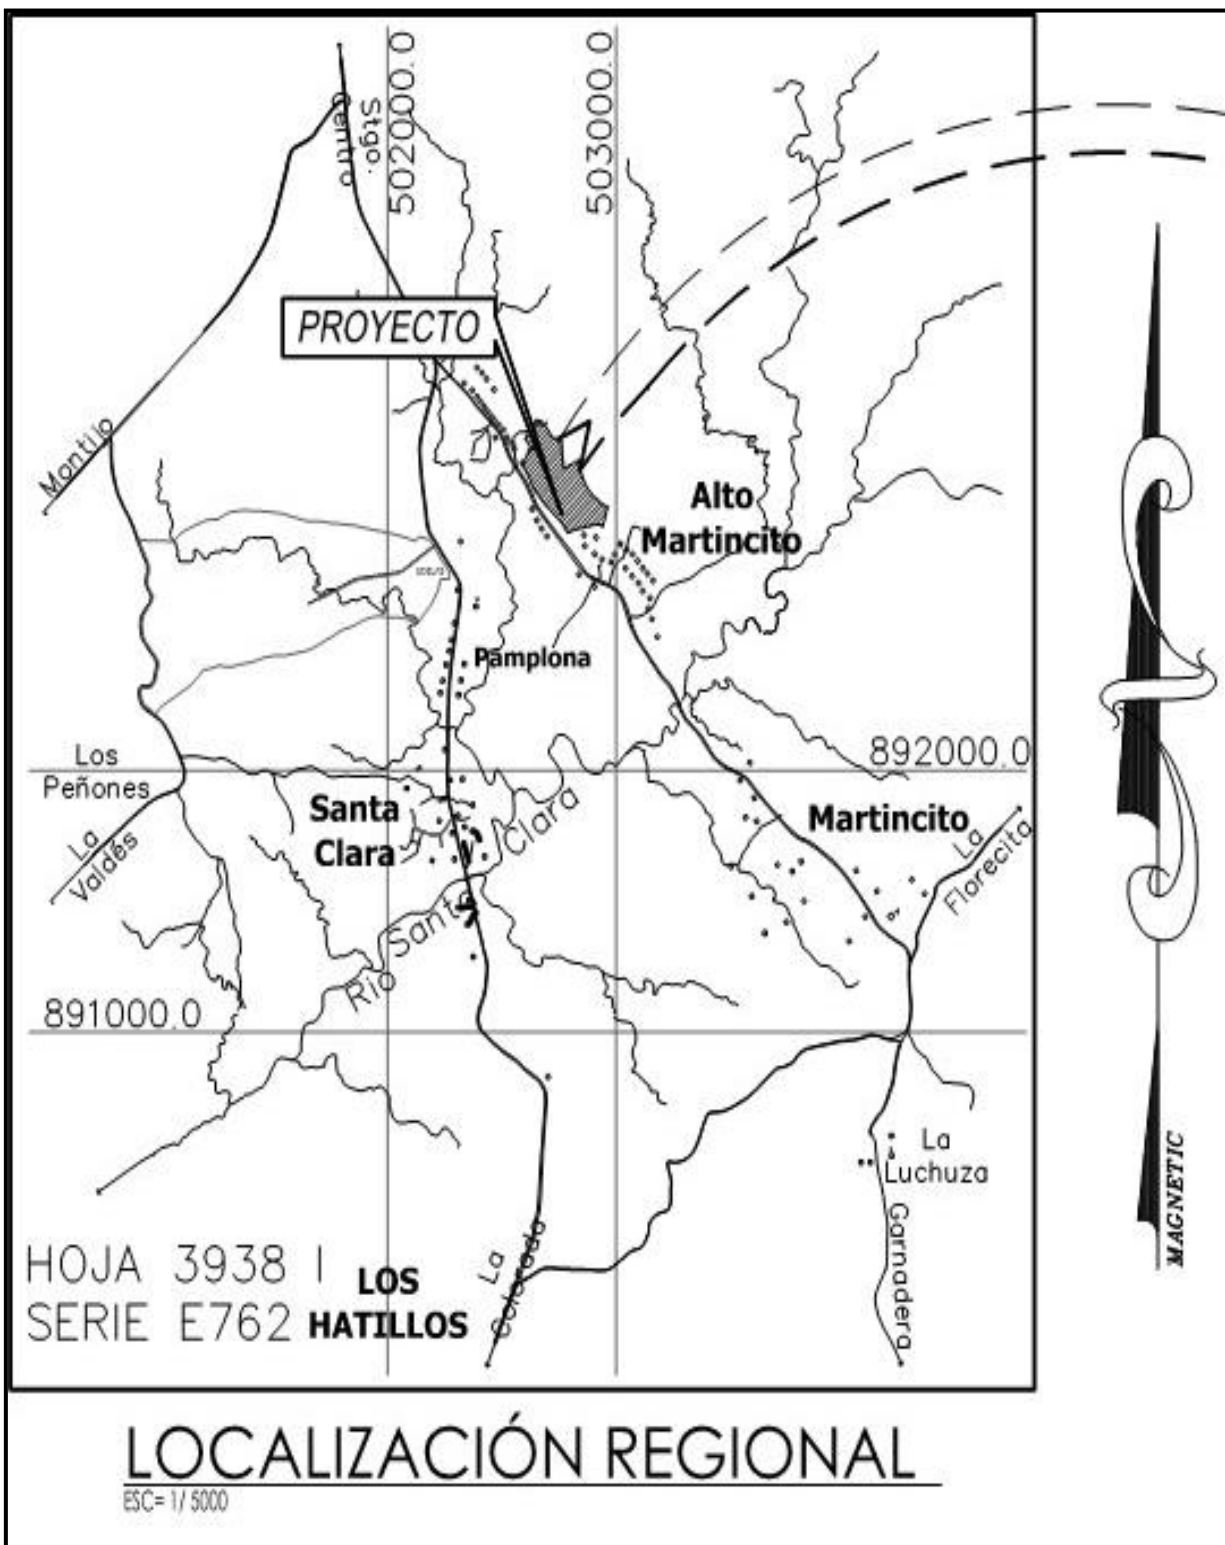 Stgo.
Centro
502000.0
503000.0
PROYECTO
Montijo
Alto
Martincito
Pamplona
Los
Peñones
892000.0
La
Valdés
Santa
Clara
Martincito
La
Florecita
Rio Santa Clara
891000.0
La
Luchuza
MAGNETIC
Garnadera
La
Colorada
HOJA 3938 I
SERIE E762
LOS
HATILLOS
LOCALIZACIÓN REGIONAL
ESC= 1/ 5000